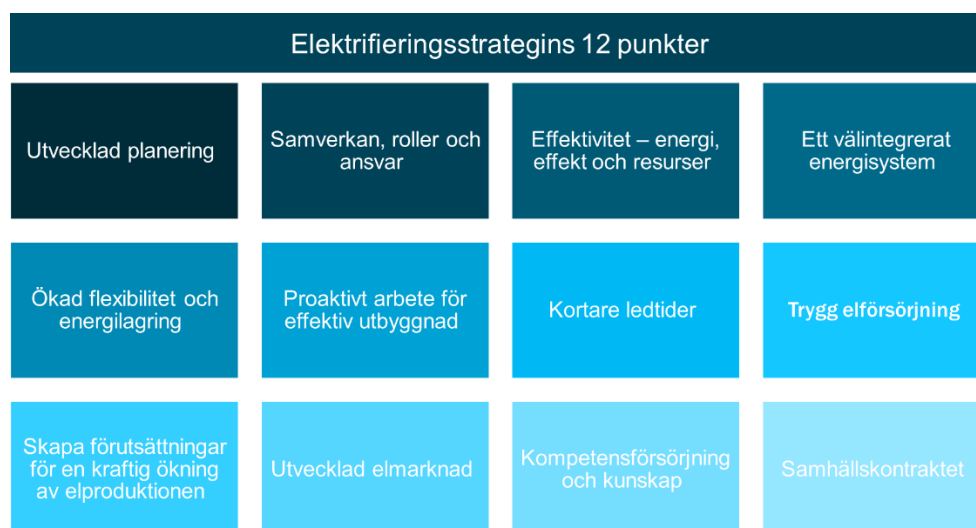 Elektrifieringsstrategins 12 punkter
Utvecklad planering
Samverkan, roller och
ansvar
Effektivitet – energi,
effekt och resurser
Ett välintegrerat
energisystem
Ökad flexibilitet och
energilagring
Proaktivt arbete för
effektiv utbyggnad
Kortare ledtider
Trygg elförsörjning
Skapa förutsättningar
för en kraftig ökning
av elproduktionen
Utvecklad elmarknad
Kompetensförsörjning
och kunskap
Samhällskontraktet